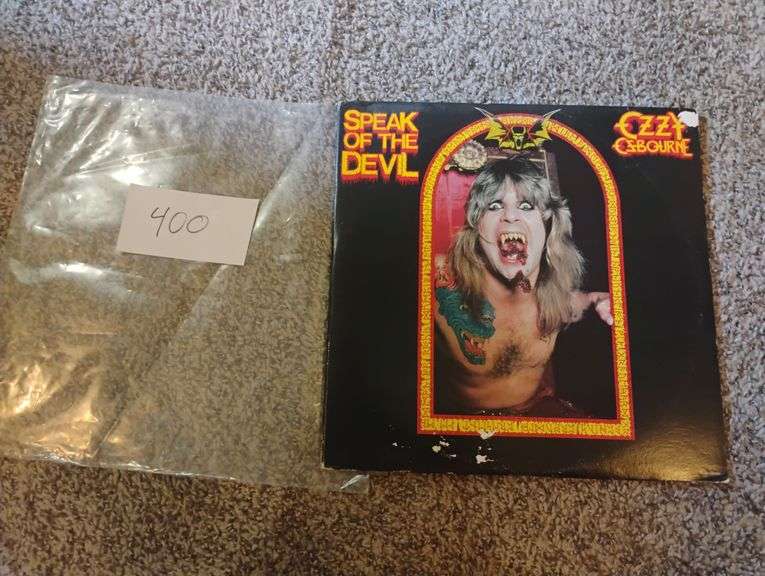 400
SPEAK
OF THE
DEVIL
OZZY
OSBOURNE